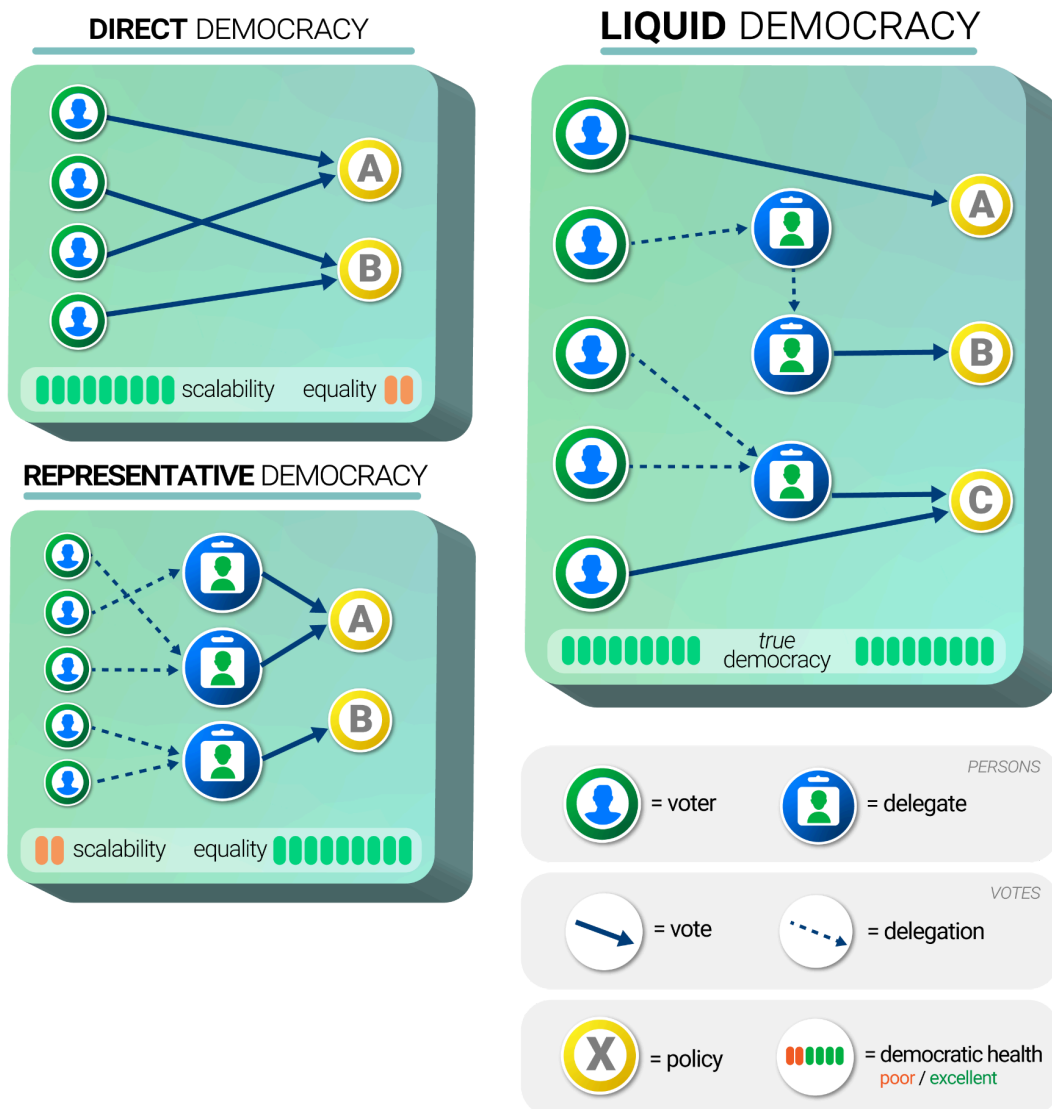 DIRECT DEMOCRACY
A
B
scalability equality
REPRESENTATIVE DEMOCRACY
A
B
scalability equality
LIQUID DEMOCRACY
A
B
C
true
democracy
PERSONS
= voter = delegate
VOTES
= vote = delegation
X = policy = democratic health
poor / excellent